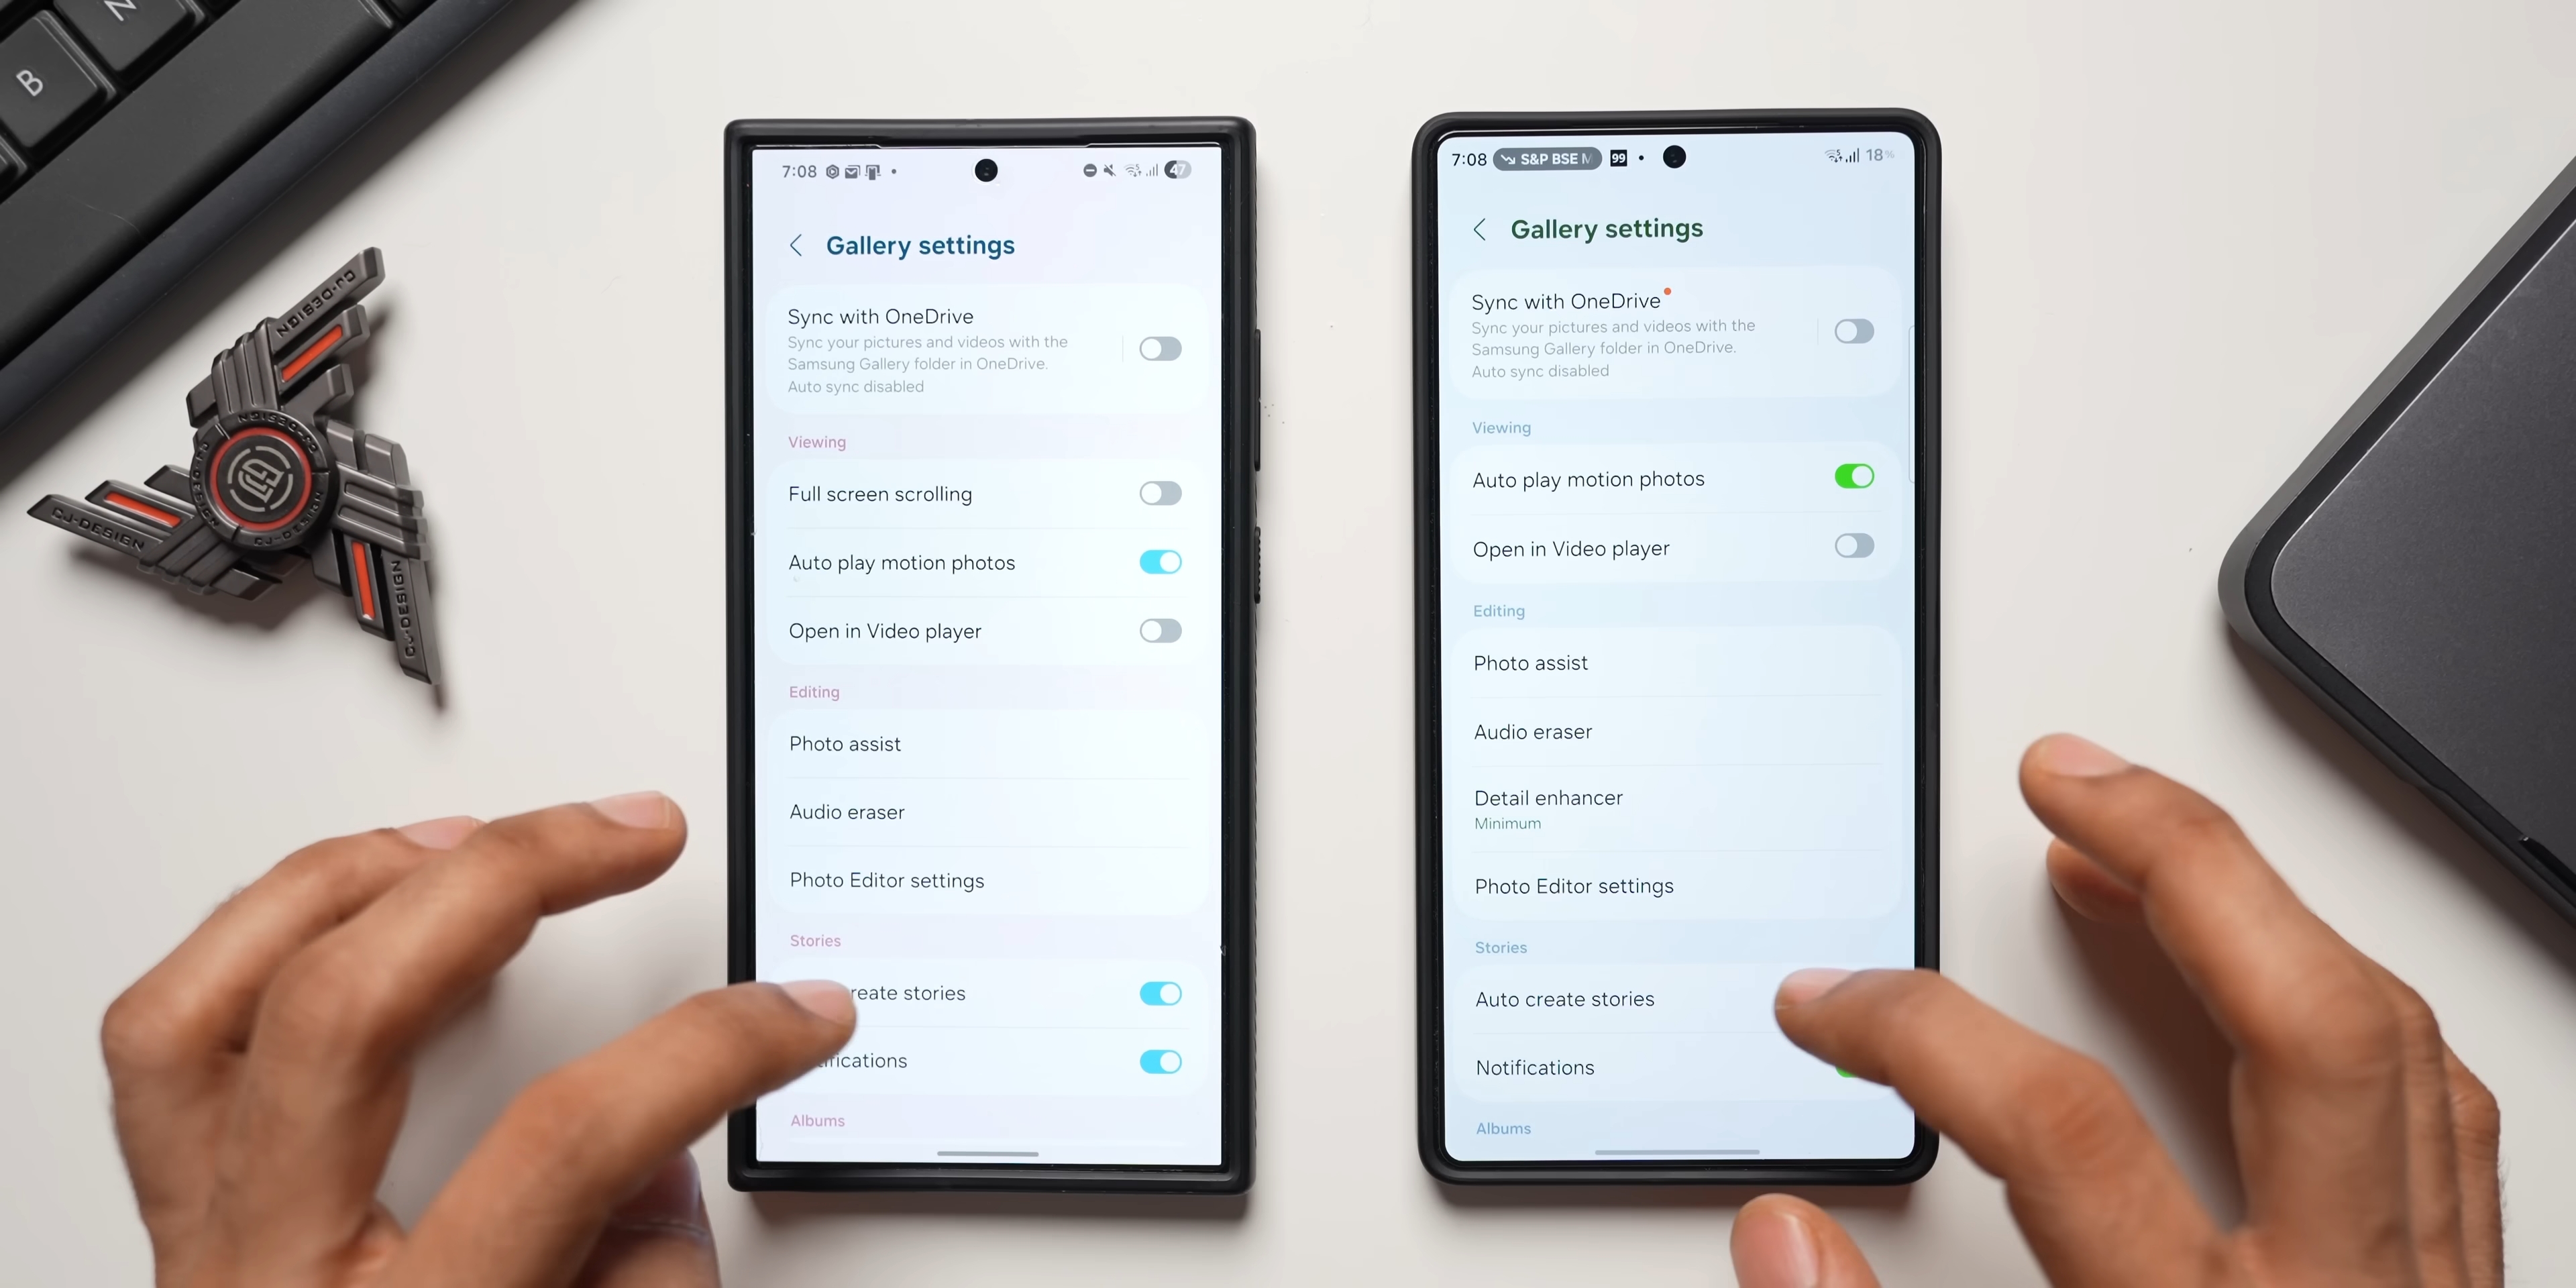 N
B
CJ-DESIGN
CJ-DESIGN
CJ-DESIGN
7:08
47
Gallery settings
Sync with OneDrive
Sync your pictures and videos with the
Samsung Gallery folder in OneDrive.
Auto sync disabled
Viewing
Full screen scrolling
Auto play motion photos
Open in Video player
Editing
Photo assist
Audio eraser
Photo Editor settings
Stories
create stories
Albums
7:08 S&P BSE 99 18%
Gallery settings
Sync with OneDrive
Sync your pictures and videos with the
Samsung Gallery folder in OneDrive.
Auto sync disabled
Viewing
Auto play motion photos
Open in Video player
Editing
Photo assist
Audio eraser
Detail enhancer
Minimum
Photo Editor settings
Stories
Auto create stories
Notifications
Albums